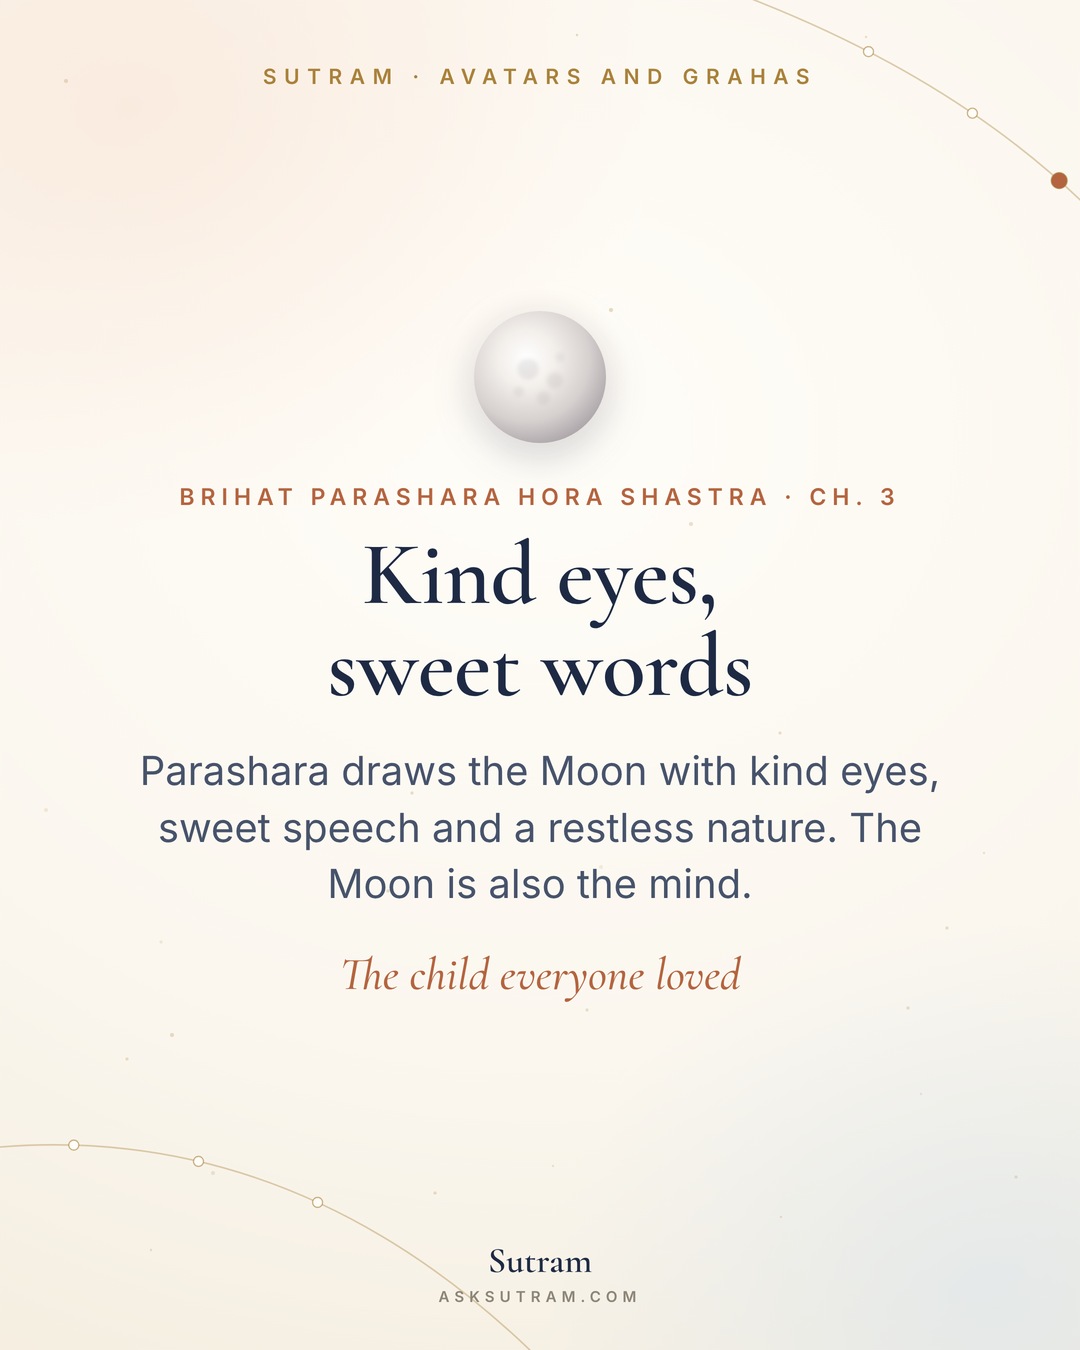 SUTRAM · AVATARS AND GRAHAS
BRIHAT PARASHARA HORA SHASTRA · CH. 3
Kind eyes,
sweet words
Parashara draws the Moon with kind eyes,
sweet speech and a restless nature. The
Moon is also the mind.
The child everyone loved
Sutram
ASKSUTRAM.COM